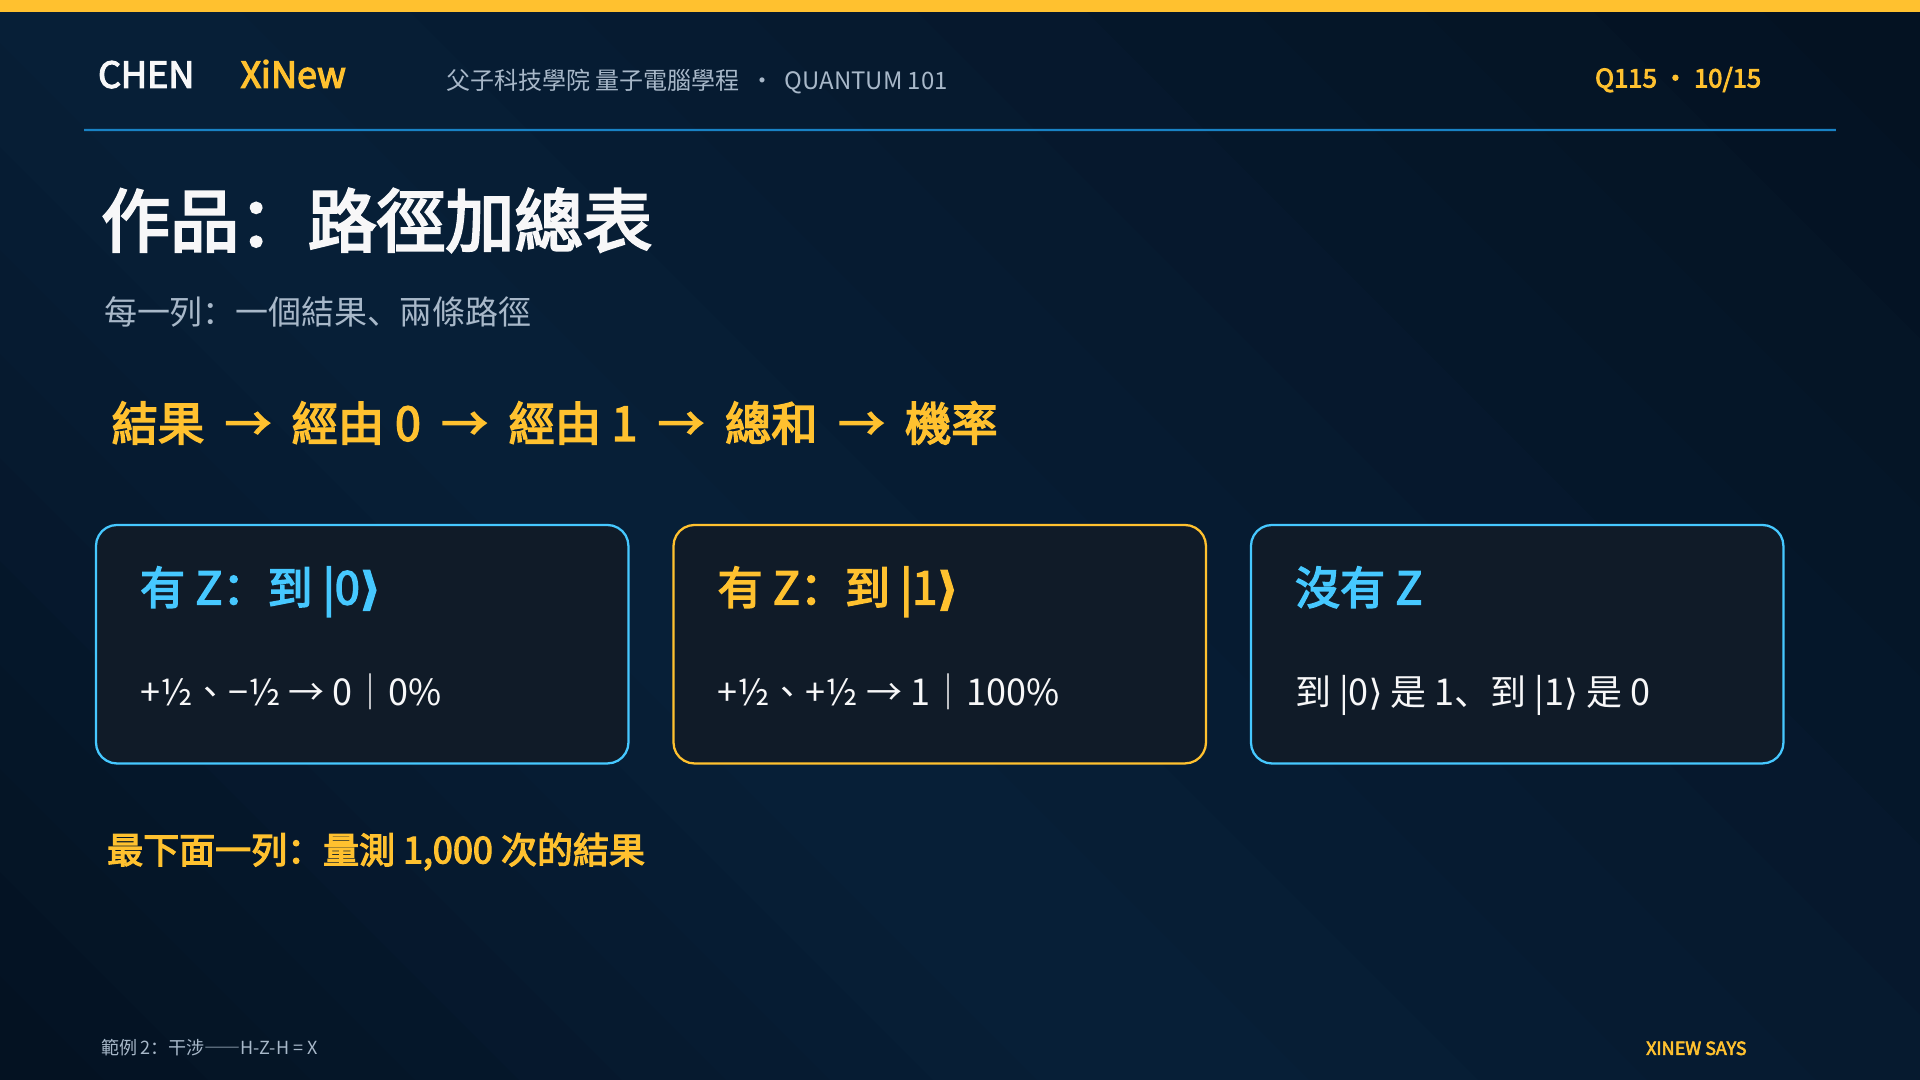 CHEN XiNew 父子科技學院 量子電腦學程 · QUANTUM 101 Q115 · 10/15
作品：路徑加總表
每一列：一個結果、兩條路徑
結果 → 經由 0 → 經由 1 → 總和 → 機率
有 Z：到 |0⟩
+½、−½ → 0｜0%
有 Z：到 |1⟩
+½、+½ → 1｜100%
沒有 Z
到 |0⟩ 是 1、到 |1⟩ 是 0
最下面一列：量測 1,000 次的結果
範例 2：干涉——H-Z-H = X
XINEW SAYS